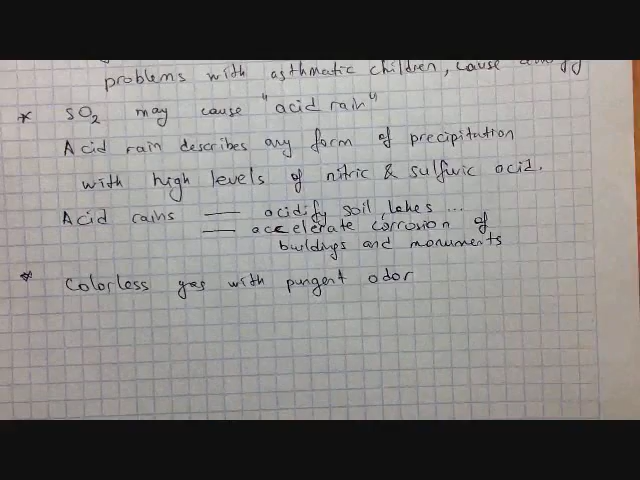 problems with asthmatic children, cause
* SO2 may cause "acid rain"
Acid rain describes any form of precipitation
with high levels of nitric & sulfuric acid.
Acid rains — acidify soil, lakes ...
— accelerate corrosion of
buildings and monuments
* Colorless gas with pungent odor